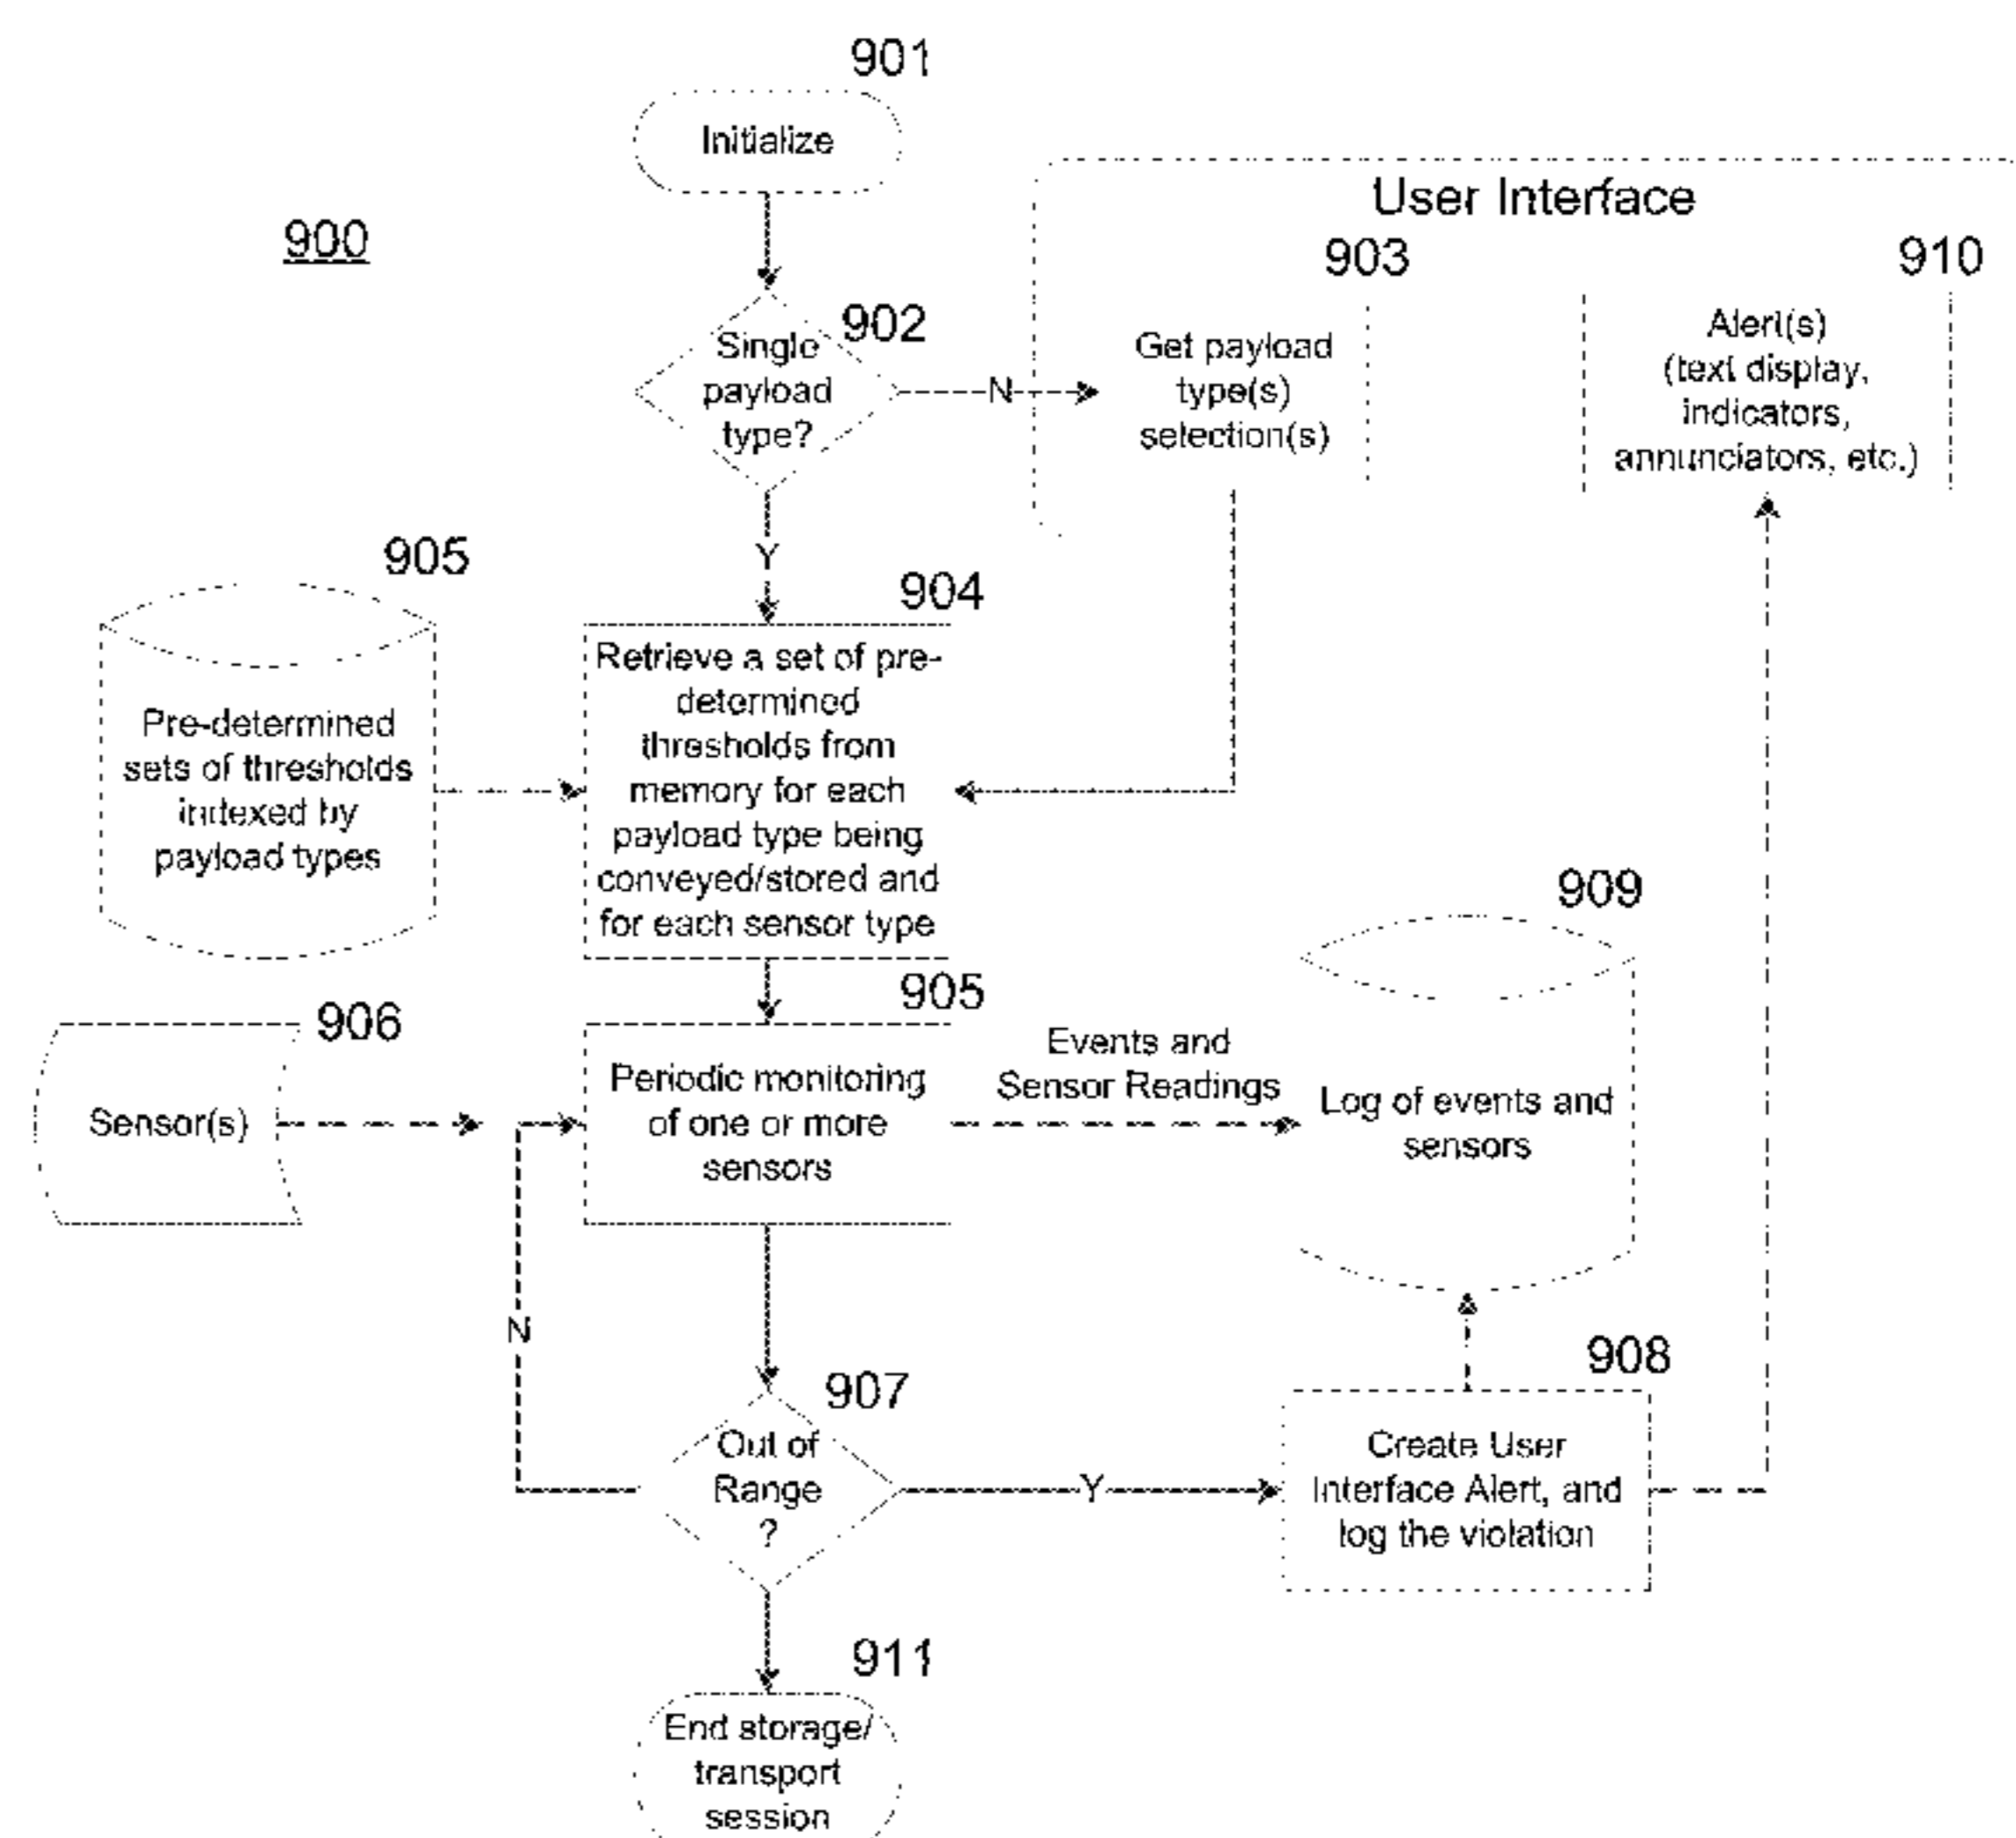 901
Initialize
User Interface
900
903
910
902
Single
payload
type?
N
Get payload
type(s)
selection(s)
Alert(s)
(text display,
indicators,
annunciators, etc.)
Y
905
904
Pre-determined
sets of thresholds
indexed by
payload types
Retrieve a set of pre-
determined
thresholds from
memory for each
payload type being
conveyed/stored and
for each sensor type
909
906
905
Sensor(s)
Periodic monitoring
of one or more
sensors
Events and
Sensor Readings
Log of events and
sensors
N
907
908
Out of
Range
?
Y
Create User
Interface Alert, and
log the violation
911
End storage/
transport
session